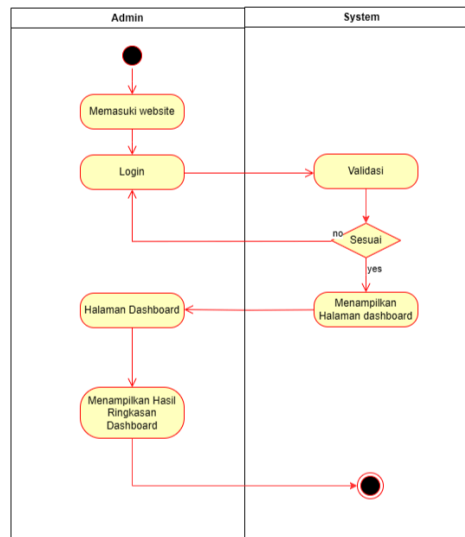 Admin
System
Memasuki website
Login
Validasi
no
Sesuai
yes
Menampilkan
Halaman dashboard
Halaman Dashboard
Menampilkan Hasil
Ringkasan
Dashboard